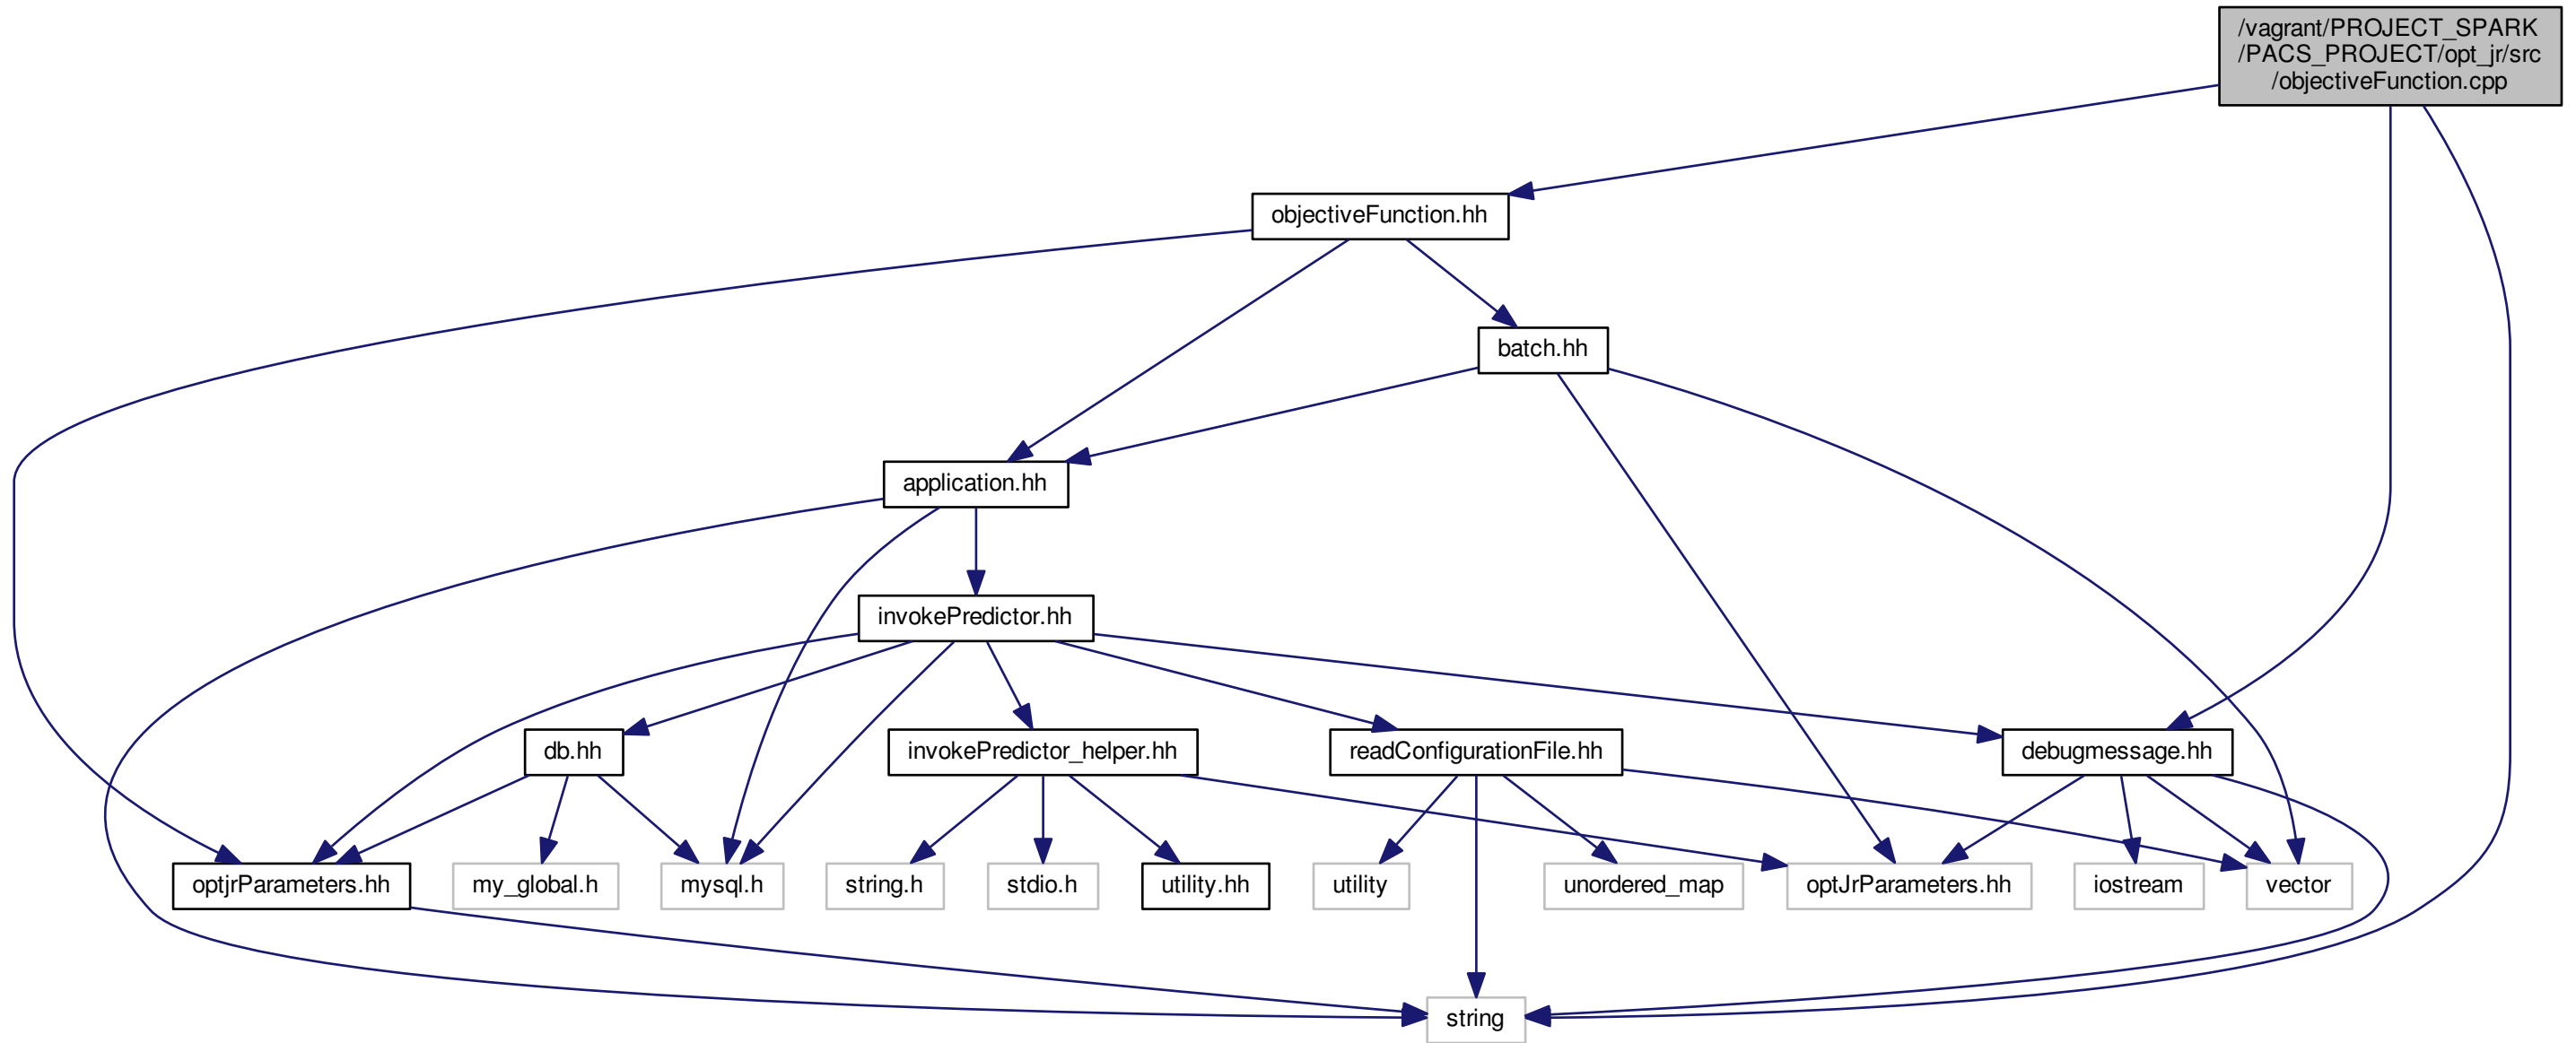 /vagrant/PROJECT_SPARK
/PACS_PROJECT/opt_jr/src
/objectiveFunction.cpp
objectiveFunction.hh
batch.hh
application.hh
invokePredictor.hh
db.hh
invokePredictor_helper.hh
readConfigurationFile.hh
debugmessage.hh
optjrParameters.hh
my_global.h
mysql.h
string.h
stdio.h
utility.hh
utility
unordered_map
optJrParameters.hh
iostream
vector
string